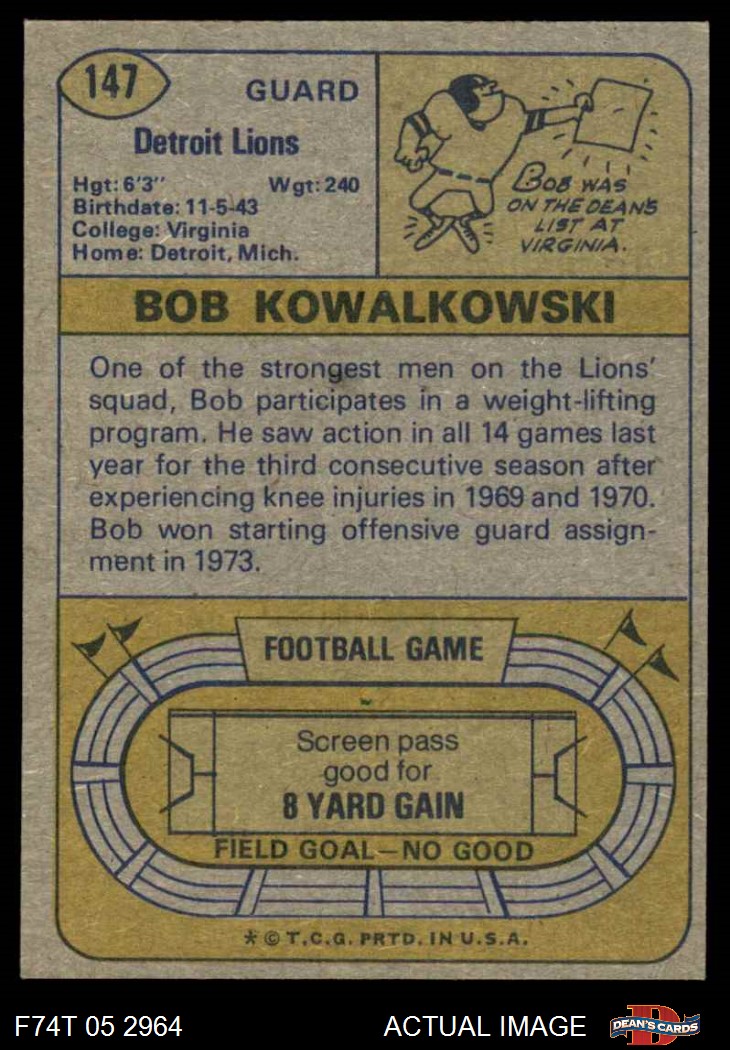 147
GUARD
Detroit Lions
Hgt: 6'3" Wgt: 240
Birthdate: 11-5-43
College: Virginia
Home: Detroit, Mich.
BOB WAS
ON THE DEAN'S
LIST AT
VIRGINIA.
BOB KOWALKOWSKI
One of the strongest men on the Lions'
squad, Bob participates in a weight-lifting
program. He saw action in all 14 games last
year for the third consecutive season after
experiencing knee injuries in 1969 and 1970.
Bob won starting offensive guard assign-
ment in 1973.
FOOTBALL GAME
Screen pass
good for
8 YARD GAIN
FIELD GOAL—NO GOOD
* © T.C.G. PRTD. IN U.S.A.
F74T 05 2964 ACTUAL IMAGE
D
DEAN'S CARDS